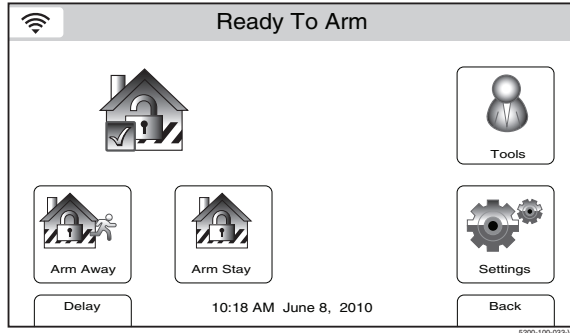 Ready To Arm
Tools
Arm Away
Arm Stay
Settings
Delay
10:18 AM June 8, 2010
Back